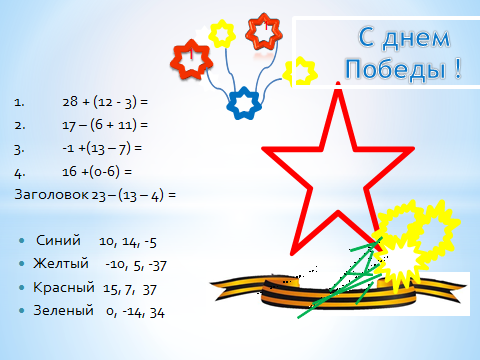 С днем
Победы !
1. 28 + (12 - 3) =
2. 17 – (6 + 11) =
3. -1 +(13 – 7) =
4. 16 +(0-6) =
Заголовок 23 – (13 – 4) =
• Синий 10, 14, -5
• Желтый -10, 5, -37
• Красный 15, 7, 37
• Зеленый 0, -14, 34